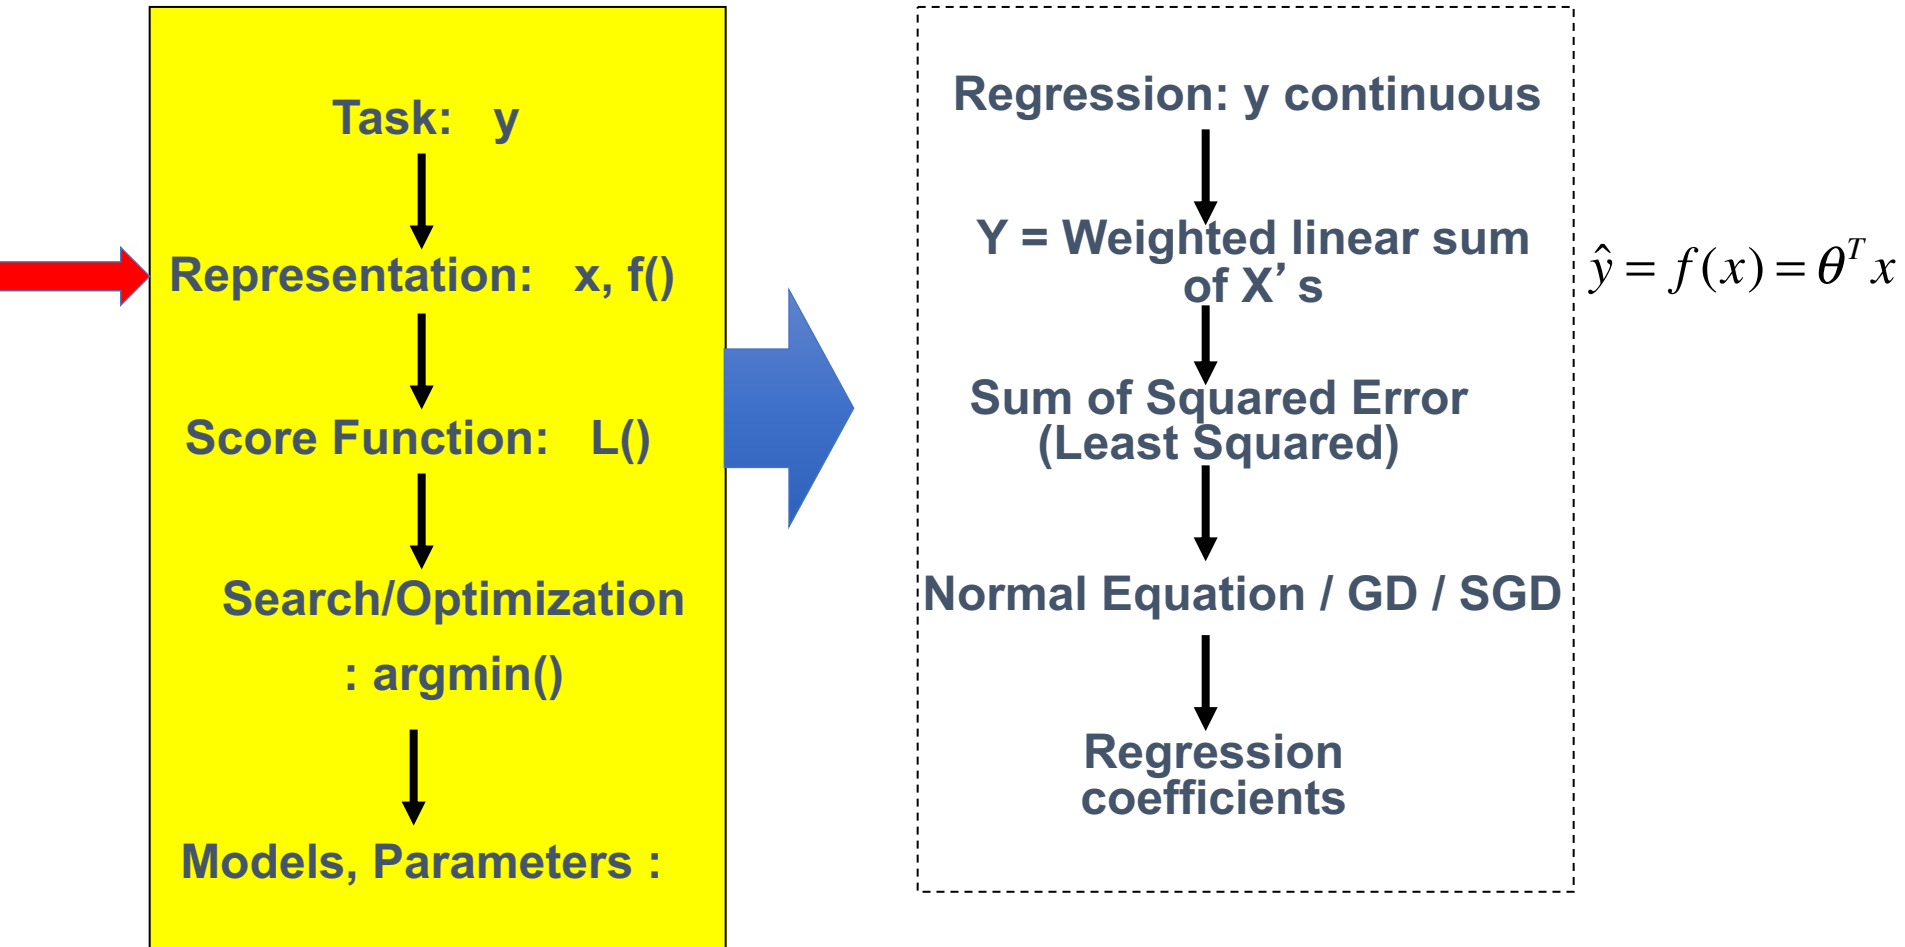 Task: y
Representation: x, f()
Score Function: L()
Search/Optimization
: argmin()
Models, Parameters :
Regression: y continuous
Y = Weighted linear sum
of X’ s
Sum of Squared Error
(Least Squared)
Normal Equation / GD / SGD
Regression
coefficients
ŷ = f(x) = θᵀ x